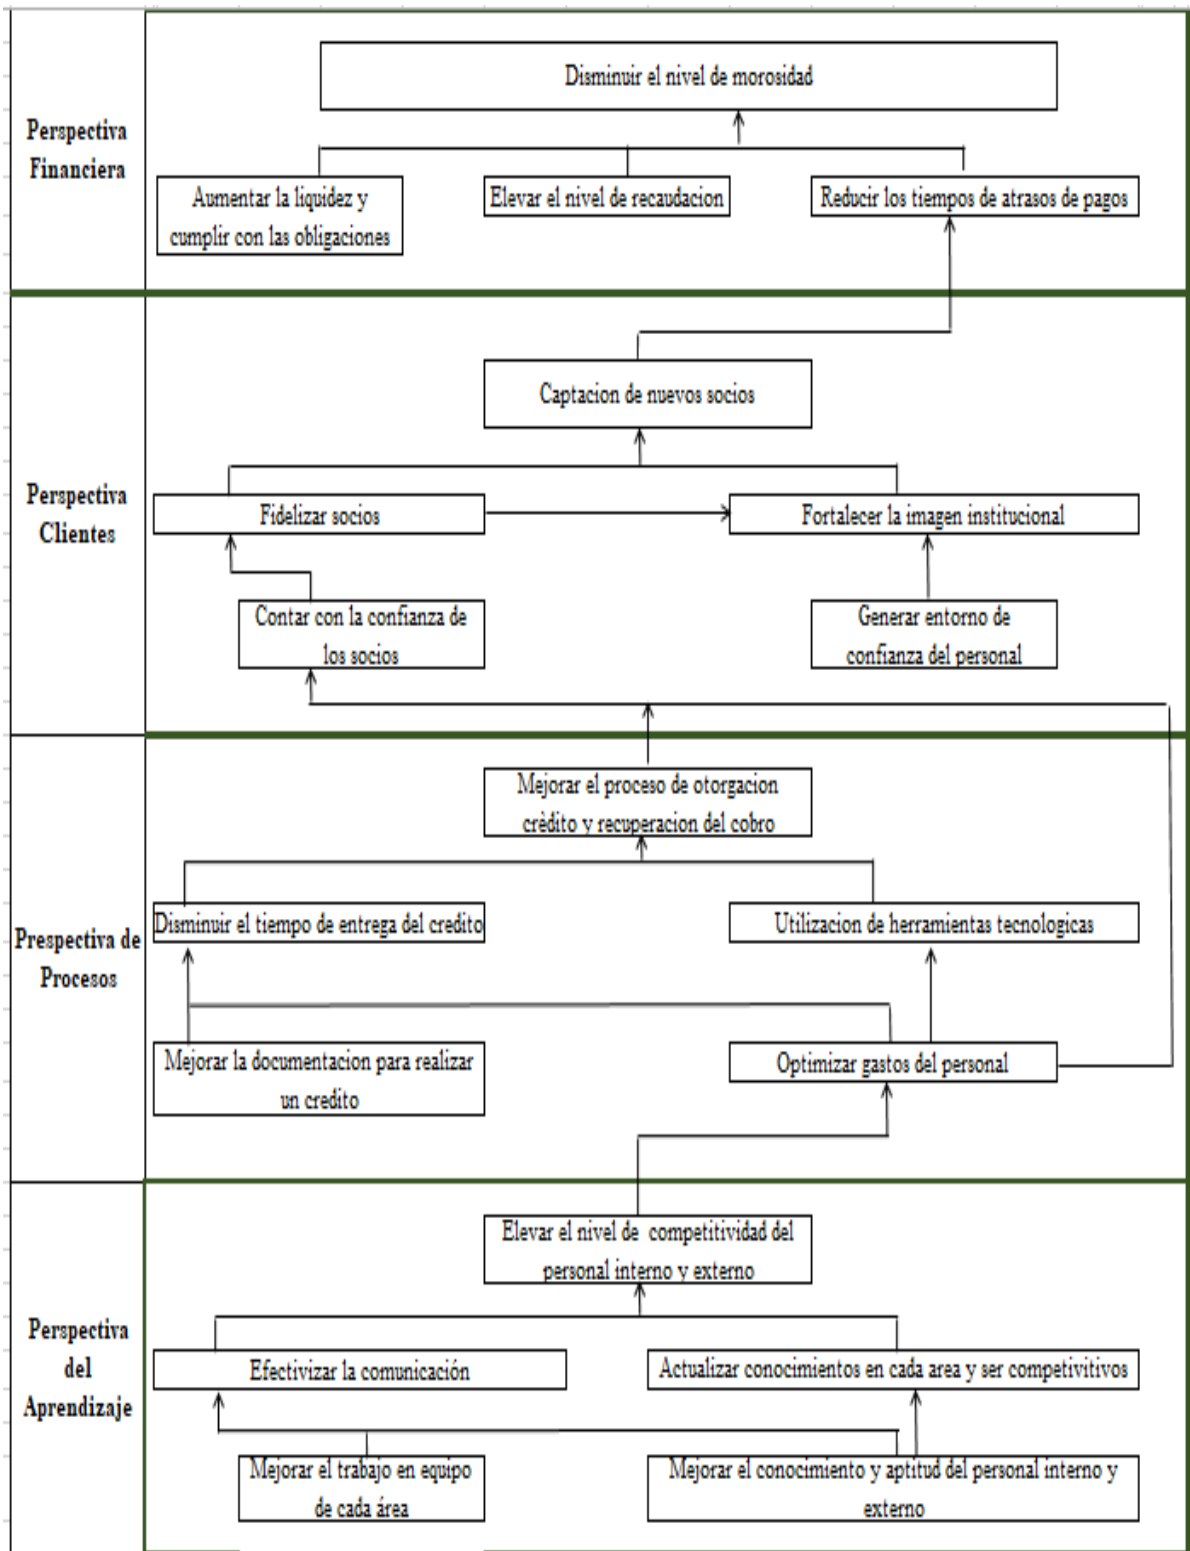 Perspectiva
Financiera
Disminuir el nivel de morosidad
Aumentar la liquidez y
cumplir con las obligaciones
Elevar el nivel de recaudacion
Reducir los tiempos de atrasos de pagos
Perspectiva
Clientes
Captacion de nuevos socios
Fidelizar socios
Fortalecer la imagen institucional
Contar con la confianza de
los socios
Generar entorno de
confianza del personal
Prespectiva de
Procesos
Mejorar el proceso de otorgacion
crèdito y recuperacion del cobro
Disminuir el tiempo de entrega del credito
Utilizacion de herramientas tecnologicas
Mejorar la documentacion para realizar
un credito
Optimizar gastos del personal
Perspectiva
del
Aprendizaje
Elevar el nivel de competitividad del
personal interno y externo
Efectivizar la comunicación
Actualizar conocimientos en cada area y ser competivitivos
Mejorar el trabajo en equipo
de cada área
Mejorar el conocimiento y aptitud del personal interno y
externo